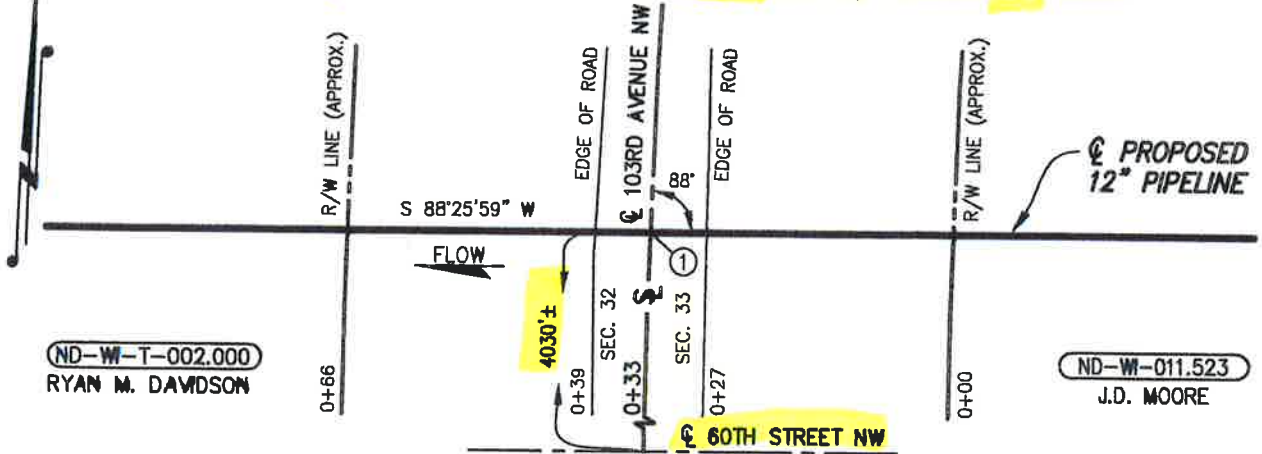 R/W LINE (APPROX.)
EDGE OF ROAD
℄ 103RD AVENUE NW
EDGE OF ROAD
R/W LINE (APPROX.)
℄ PROPOSED
12" PIPELINE
88°
S 88°25'59" W
FLOW
1
4030'±
SEC. 32
SEC. 33
0+66
0+39
0+33
0+27
0+00
ND-WI-T-002.000
RYAN M. DAVIDSON
ND-WI-011.523
J.D. MOORE
℄ 60TH STREET NW